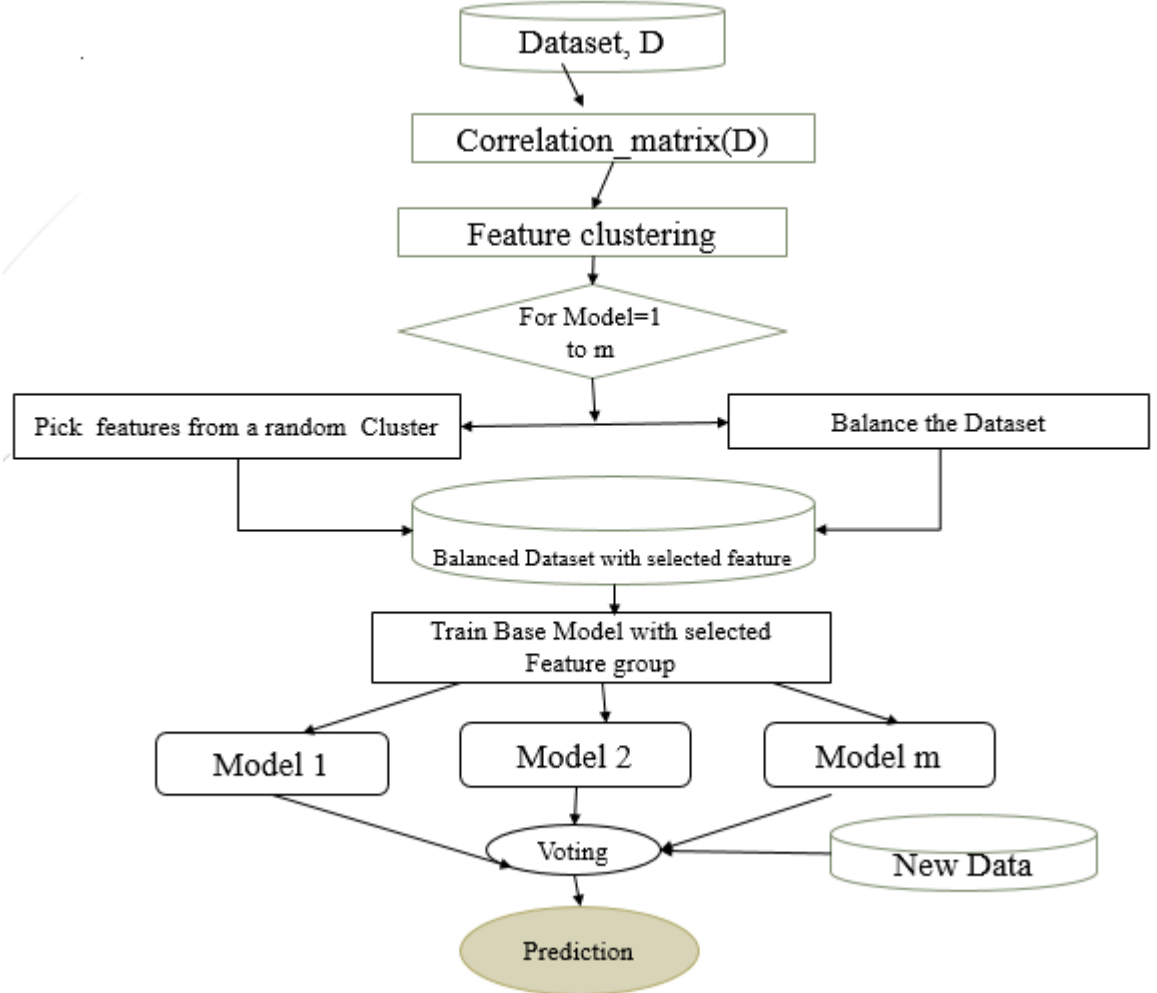 Dataset, D
Correlation_matrix(D)
Feature clustering
For Model=1
to m
Pick features from a random Cluster
Balance the Dataset
Balanced Dataset with selected feature
Train Base Model with selected
Feature group
Model 1
Model 2
Model m
Voting
New Data
Prediction